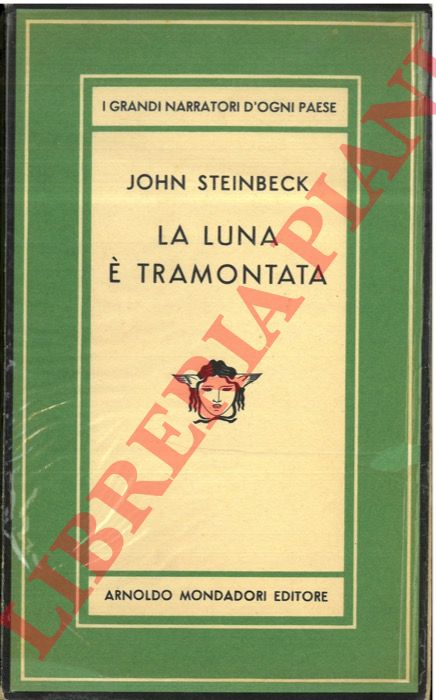 I GRANDI NARRATORI D'OGNI PAESE
JOHN STEINBECK
LA LUNA
È TRAMONTATA
ARNOLDO MONDADORI EDITORE
LIBRERIA PIANI